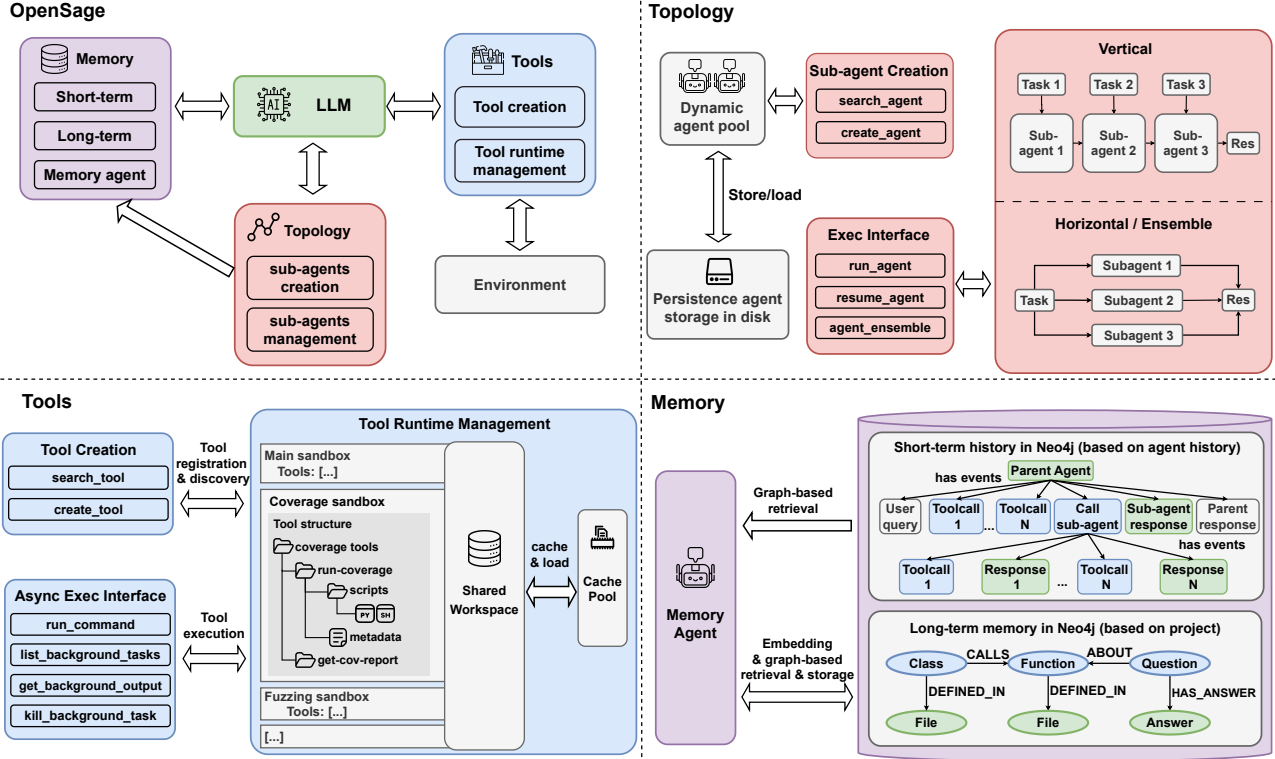 OpenSage
Memory
Short-term
Long-term
Memory agent
LLM
AI
Tools
Tool creation
Tool runtime
management
Topology
sub-agents
creation
sub-agents
management
Environment
Topology
Dynamic
agent pool
Sub-agent Creation
search_agent
create_agent
Store/load
Persistence agent
storage in disk
Exec Interface
run_agent
resume_agent
agent_ensemble
Vertical
Task 1
Task 2
Task 3
Sub-
agent 1
Sub-
agent 2
Sub-
agent 3
Res
Horizontal / Ensemble
Task
Subagent 1
Subagent 2
Subagent 3
Res
Tools
Tool Creation
search_tool
create_tool
Tool
registration
& discovery
Async Exec Interface
run_command
list_background_tasks
get_background_output
kill_background_task
Tool
execution
Tool Runtime Management
Main sandbox
Tools: [...]
Coverage sandbox
Tool structure
coverage tools
run-coverage
scripts
PY
SH
metadata
get-cov-report
Fuzzing sandbox
Tools: [...]
[...]
Shared
Workspace
cache
& load
Cache
Pool
Memory
Memory
Agent
Graph-based
retrieval
Embedding
& graph-based
retrieval & storage
Short-term history in Neo4j (based on agent history)
has events
Parent Agent
User
query
Toolcall
1
...
Toolcall
N
Call
sub-agent
Sub-agent
response
Parent
response
has events
Toolcall
1
Response
1
...
Toolcall
N
Response
N
Long-term memory in Neo4j (based on project)
Class
CALLS
Function
ABOUT
Question
DEFINED_IN
DEFINED_IN
HAS_ANSWER
File
File
Answer